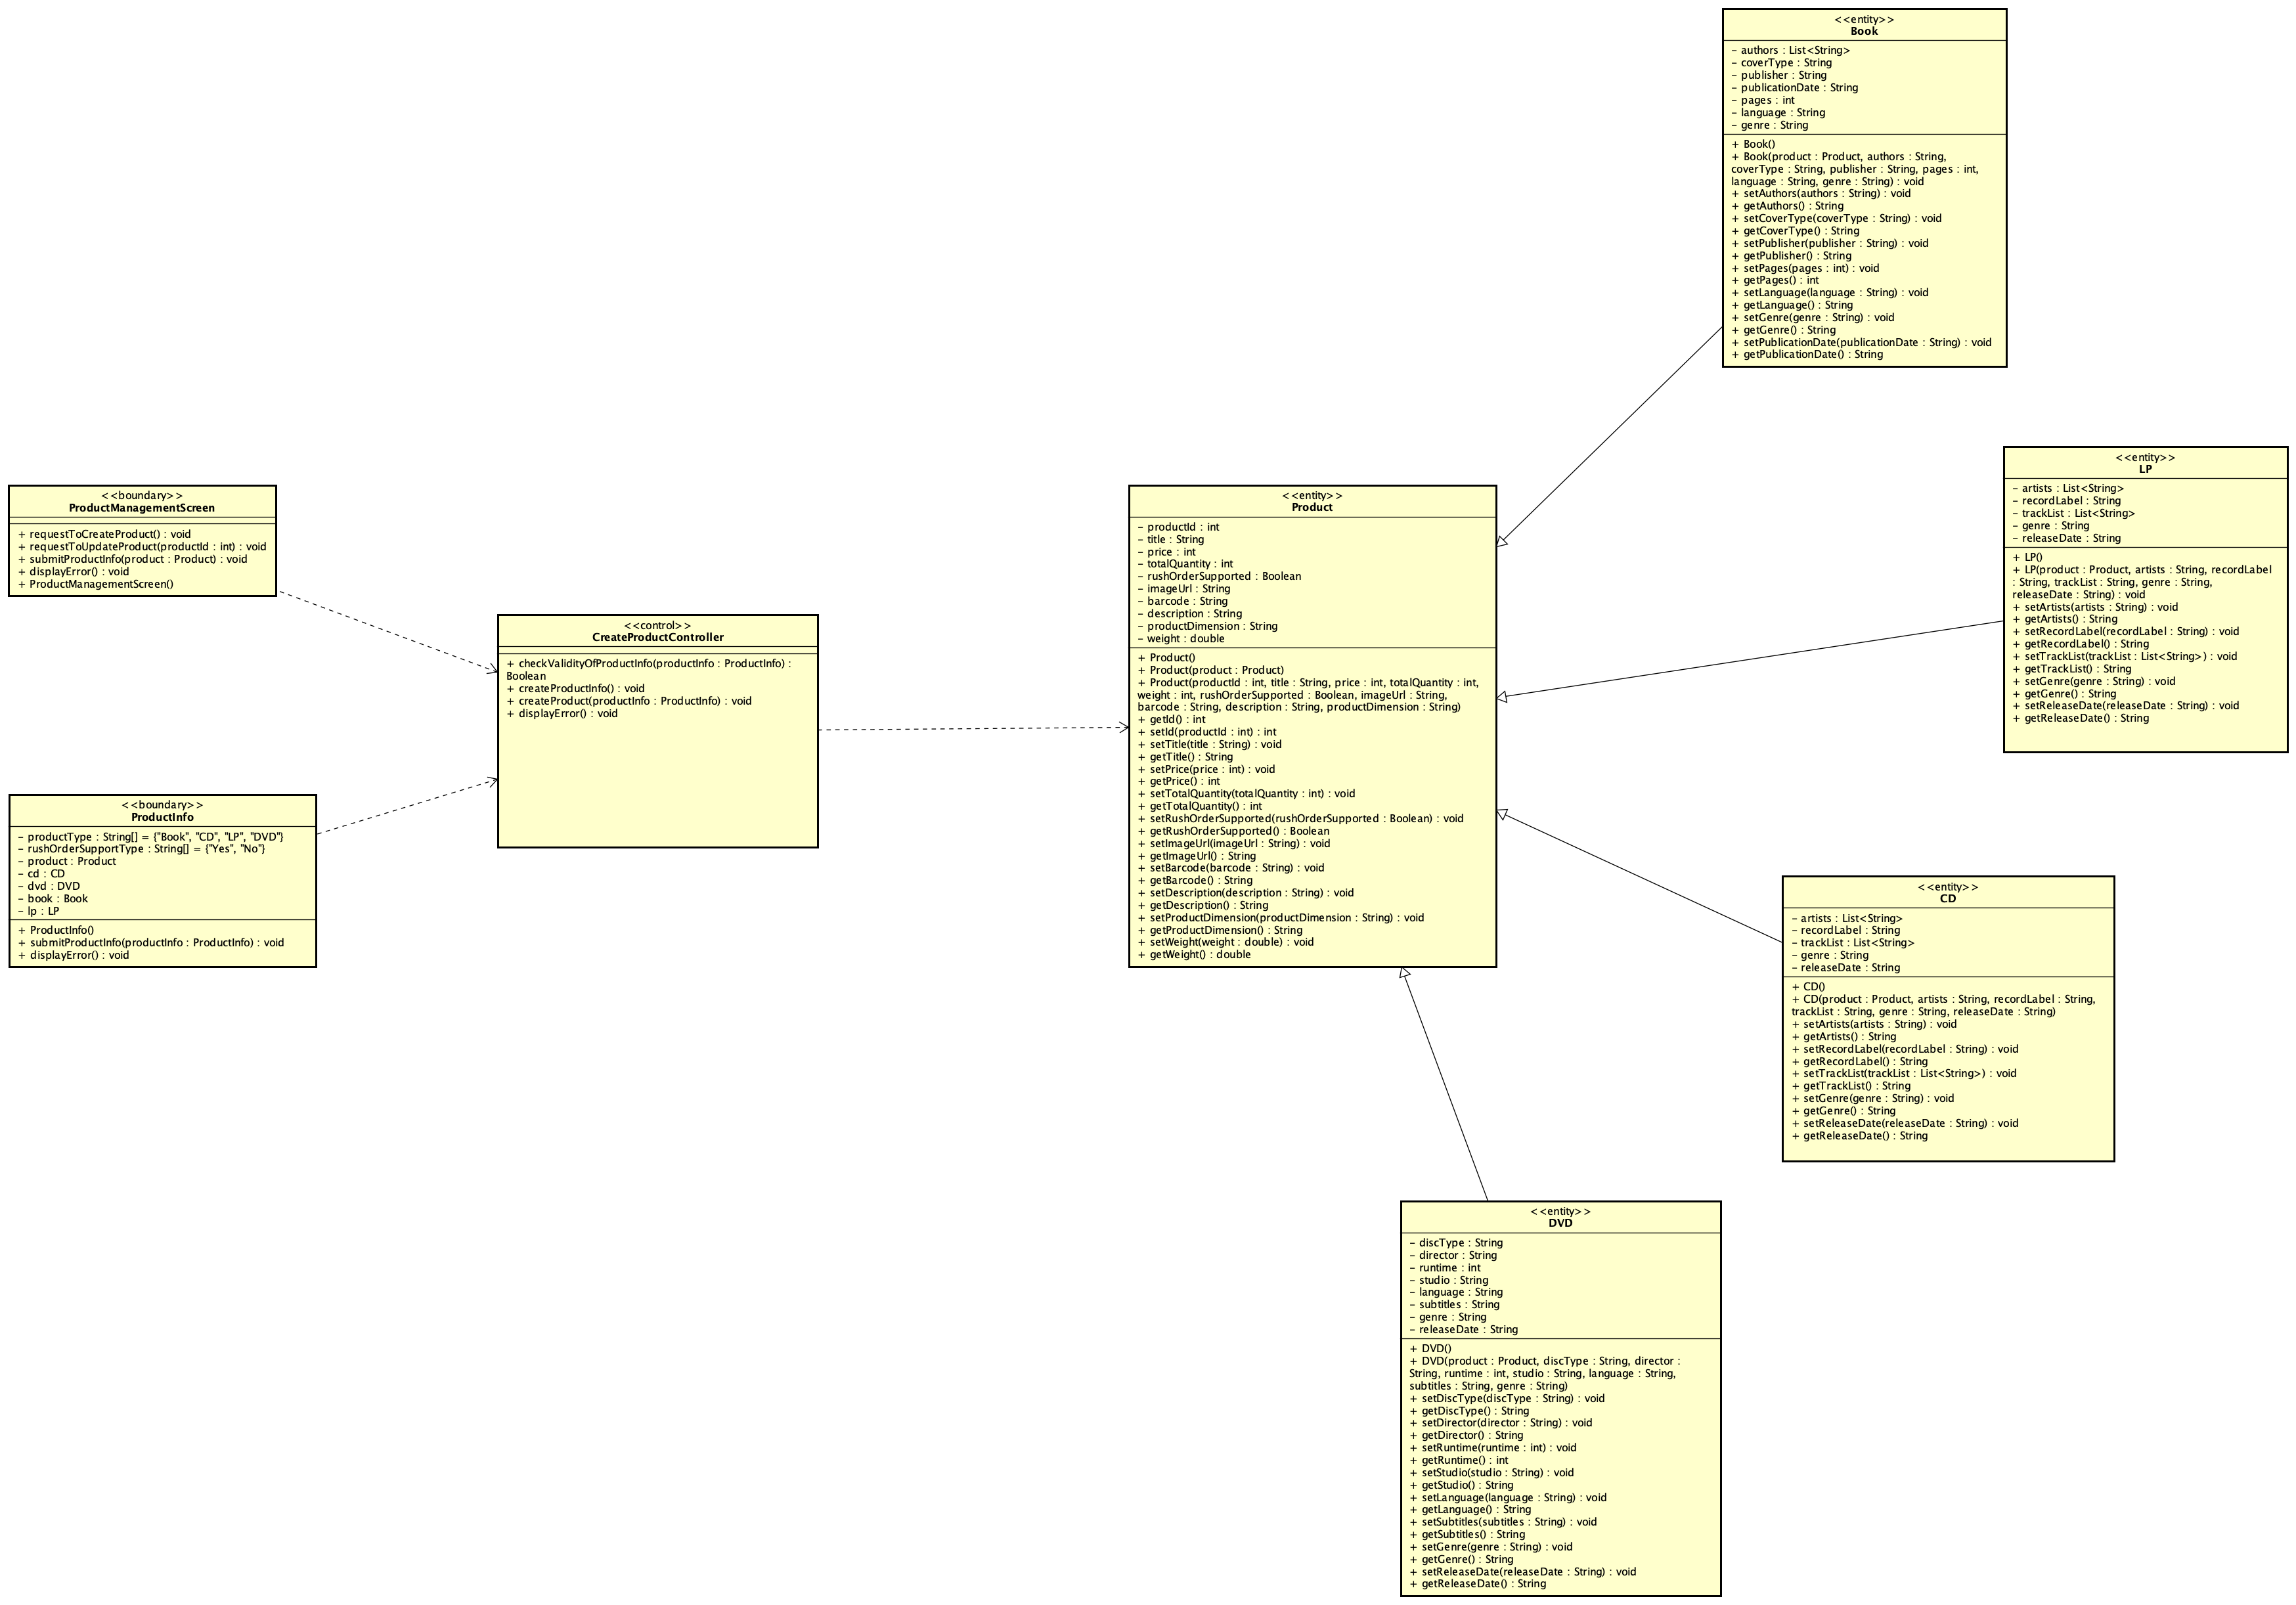 <<entity>>
Book
– authors : List<String>
– coverType : String
– publisher : String
– publicationDate : String
– pages : int
– language : String
– genre : String
+ Book()
+ Book(product : Product, authors : String,
coverType : String, publisher : String, pages : int,
language : String, genre : String) : void
+ setAuthors(authors : String) : void
+ getAuthors() : String
+ setCoverType(coverType : String) : void
+ getCoverType() : String
+ setPublisher(publisher : String) : void
+ getPublisher() : String
+ setPages(pages : int) : void
+ getPages() : int
+ setLanguage(language : String) : void
+ getLanguage() : String
+ setGenre(genre : String) : void
+ getGenre() : String
+ setPublicationDate(publicationDate : String) : void
+ getPublicationDate() : String
<<boundary>>
ProductManagementScreen
+ requestToCreateProduct() : void
+ requestToUpdateProduct(productId : int) : void
+ submitProductInfo(product : Product) : void
+ displayError() : void
+ ProductManagementScreen()
<<boundary>>
ProductInfo
– productType : String[] = {"Book", "CD", "LP", "DVD"}
– rushOrderSupportType : String[] = {"Yes", "No"}
– product : Product
– cd : CD
– dvd : DVD
– book : Book
– lp : LP
+ ProductInfo()
+ submitProductInfo(productInfo : ProductInfo) : void
+ displayError() : void
<<control>>
CreateProductController
+ checkValidityOfProductInfo(productInfo : ProductInfo) :
Boolean
+ createProductInfo() : void
+ createProduct(productInfo : ProductInfo) : void
+ displayError() : void
<<entity>>
Product
– productId : int
– title : String
– price : int
– totalQuantity : int
– rushOrderSupported : Boolean
– imageUrl : String
– barcode : String
– description : String
– productDimension : String
– weight : double
+ Product()
+ Product(product : Product)
+ Product(productId : int, title : String, price : int, totalQuantity : int,
weight : int, rushOrderSupported : Boolean, imageUrl : String,
barcode : String, description : String, productDimension : String)
+ getId() : int
+ setId(productId : int) : int
+ setTitle(title : String) : void
+ getTitle() : String
+ setPrice(price : int) : void
+ getPrice() : int
+ setTotalQuantity(totalQuantity : int) : void
+ getTotalQuantity() : int
+ setRushOrderSupported(rushOrderSupported : Boolean) : void
+ getRushOrderSupported() : Boolean
+ setImageUrl(imageUrl : String) : void
+ getImageUrl() : String
+ setBarcode(barcode : String) : void
+ getBarcode() : String
+ setDescription(description : String) : void
+ getDescription() : String
+ setProductDimension(productDimension : String) : void
+ getProductDimension() : String
+ setWeight(weight : double) : void
+ getWeight() : double
<<entity>>
LP
– artists : List<String>
– recordLabel : String
– trackList : List<String>
– genre : String
– releaseDate : String
+ LP()
+ LP(product : Product, artists : String, recordLabel
: String, trackList : String, genre : String,
releaseDate : String) : void
+ setArtists(artists : String) : void
+ getArtists() : String
+ setRecordLabel(recordLabel : String) : void
+ getRecordLabel() : String
+ setTrackList(trackList : List<String>) : void
+ getTrackList() : String
+ setGenre(genre : String) : void
+ getGenre() : String
+ setReleaseDate(releaseDate : String) : void
+ getReleaseDate() : String
<<entity>>
CD
– artists : List<String>
– recordLabel : String
– trackList : List<String>
– genre : String
– releaseDate : String
+ CD()
+ CD(product : Product, artists : String, recordLabel : String,
trackList : String, genre : String, releaseDate : String)
+ setArtists(artists : String) : void
+ getArtists() : String
+ setRecordLabel(recordLabel : String) : void
+ getRecordLabel() : String
+ setTrackList(trackList : List<String>) : void
+ getTrackList() : String
+ setGenre(genre : String) : void
+ getGenre() : String
+ setReleaseDate(releaseDate : String) : void
+ getReleaseDate() : String
<<entity>>
DVD
– discType : String
– director : String
– runtime : int
– studio : String
– language : String
– subtitles : String
– genre : String
– releaseDate : String
+ DVD()
+ DVD(product : Product, discType : String, director :
String, runtime : int, studio : String, language : String,
subtitles : String, genre : String)
+ setDiscType(discType : String) : void
+ getDiscType() : String
+ setDirector(director : String) : void
+ getDirector() : String
+ setRuntime(runtime : int) : void
+ getRuntime() : int
+ setStudio(studio : String) : void
+ getStudio() : String
+ setLanguage(language : String) : void
+ getLanguage() : String
+ setSubtitles(subtitles : String) : void
+ getSubtitles() : String
+ setGenre(genre : String) : void
+ getGenre() : String
+ setReleaseDate(releaseDate : String) : void
+ getReleaseDate() : String